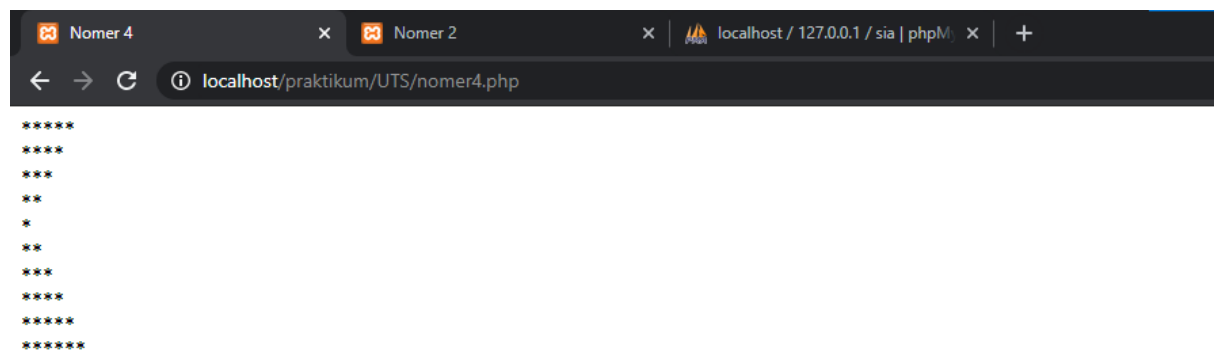 Nomer 4
Nomer 2
localhost / 127.0.0.1 / sia | phpM
localhost/praktikum/UTS/nomer4.php
*****
****
***
**
*
**
***
****
*****
******